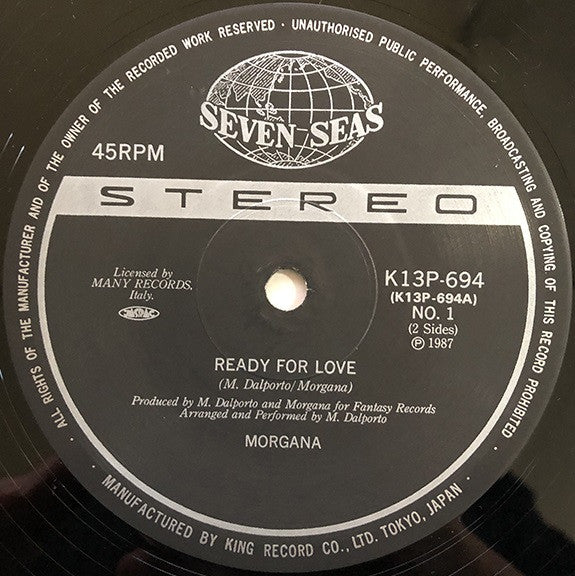 ALL RIGHTS OF THE MANUFACTURER AND OF THE OWNER OF THE RECORDED WORK RESERVED · UNAUTHORISED PUBLIC PERFORMANCE, BROADCASTING AND COPYING OF THIS RECORD PROHIBITED
SEVEN SEAS
45RPM
STEREO
Licensed by
MANY RECORDS,
Italy.
K13P-694
(K13P-694A)
NO. 1
(2 Sides)
Ⓟ 1987
READY FOR LOVE
(M. Dalporto/Morgana)
Produced by M. Dalporto and Morgana for Fantasy Records
Arranged and Performed by M. Dalporto
MORGANA
· MANUFACTURED BY KING RECORD CO., LTD. TOKYO, JAPAN ·